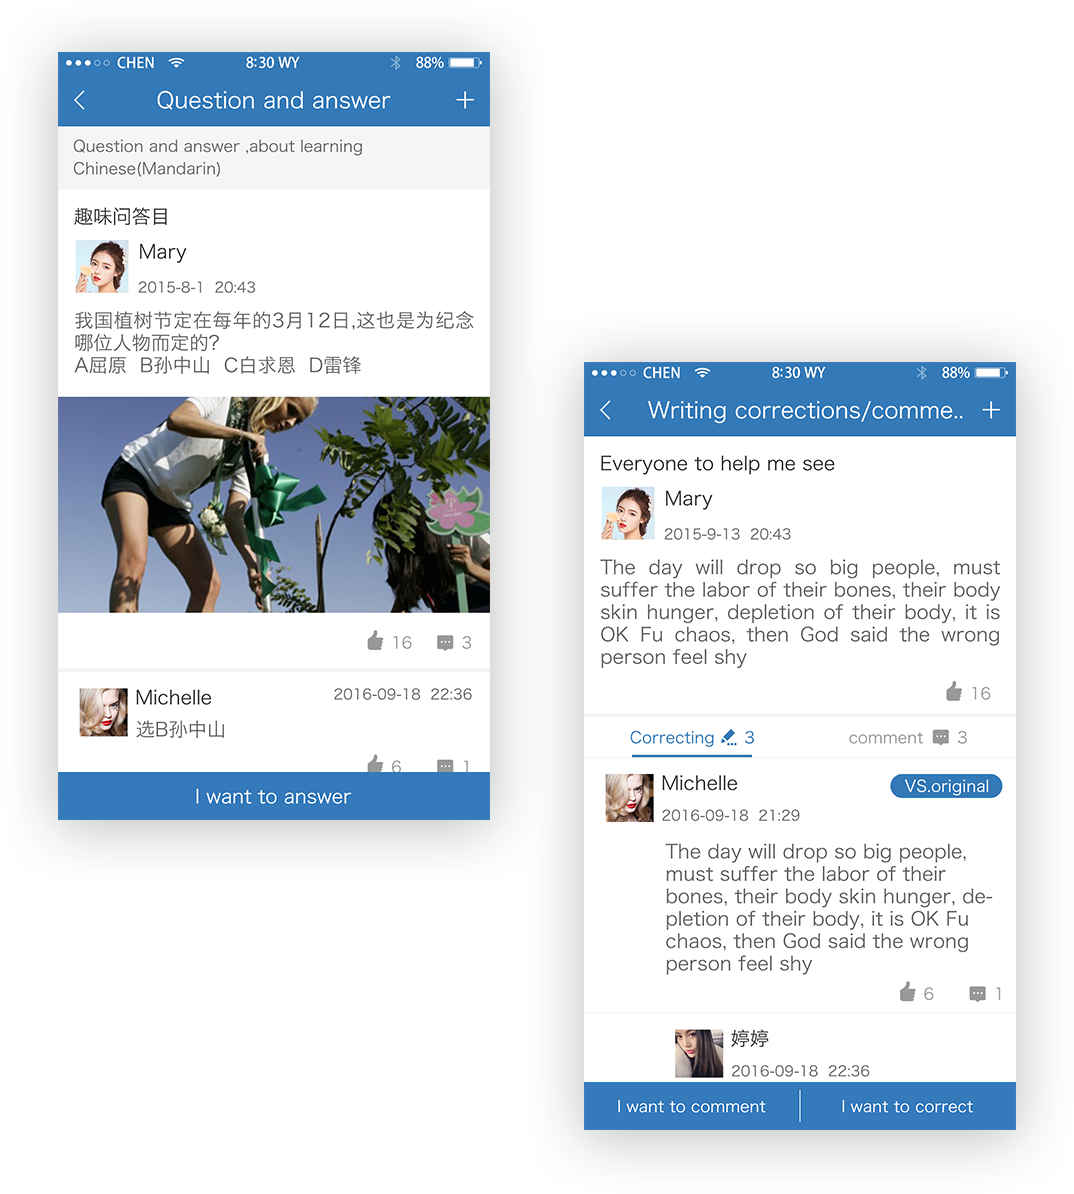 CHEN 8:30 WY 88%
Question and answer
Question and answer ,about learning
Chinese(Mandarin)
趣味问答目
Mary
2015-8-1 20:43
我国植树节定在每年的3月12日,这也是为纪念
哪位人物而定的?
A屈原 B孙中山 C白求恩 D雷锋
16 3
Michelle 2016-09-18 22:36
选B孙中山
6 1
I want to answer
CHEN 8:30 WY 88%
Writing corrections/comme..
Everyone to help me see
Mary
2015-9-13 20:43
The day will drop so big people, must
suffer the labor of their bones, their body
skin hunger, depletion of their body, it is
OK Fu chaos, then God said the wrong
person feel shy
16
Correcting 3 comment 3
Michelle VS.original
2016-09-18 21:29
The day will drop so big people,
must suffer the labor of their
bones, their body skin hunger, de-
pletion of their body, it is OK Fu
chaos, then God said the wrong
person feel shy
6 1
婷婷
2016-09-18 22:36
I want to comment I want to correct